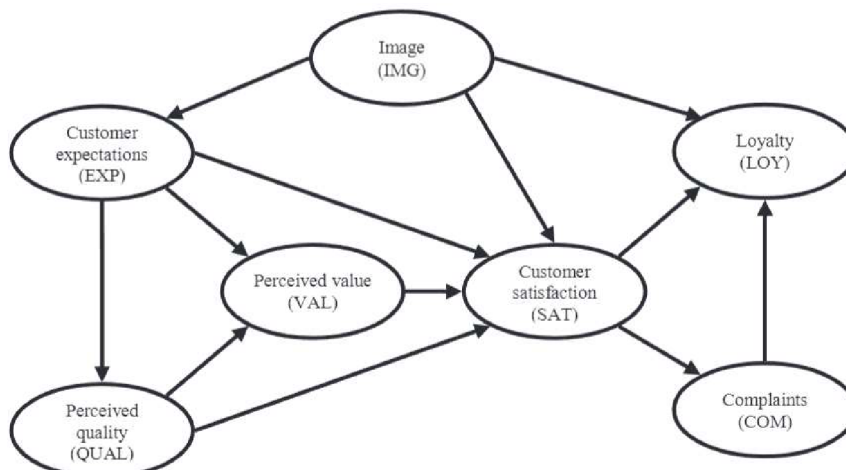 Image
(IMG)
Customer
expectations
(EXP)
Loyalty
(LOY)
Perceived value
(VAL)
Customer
satisfaction
(SAT)
Perceived
quality
(QUAL)
Complaints
(COM)